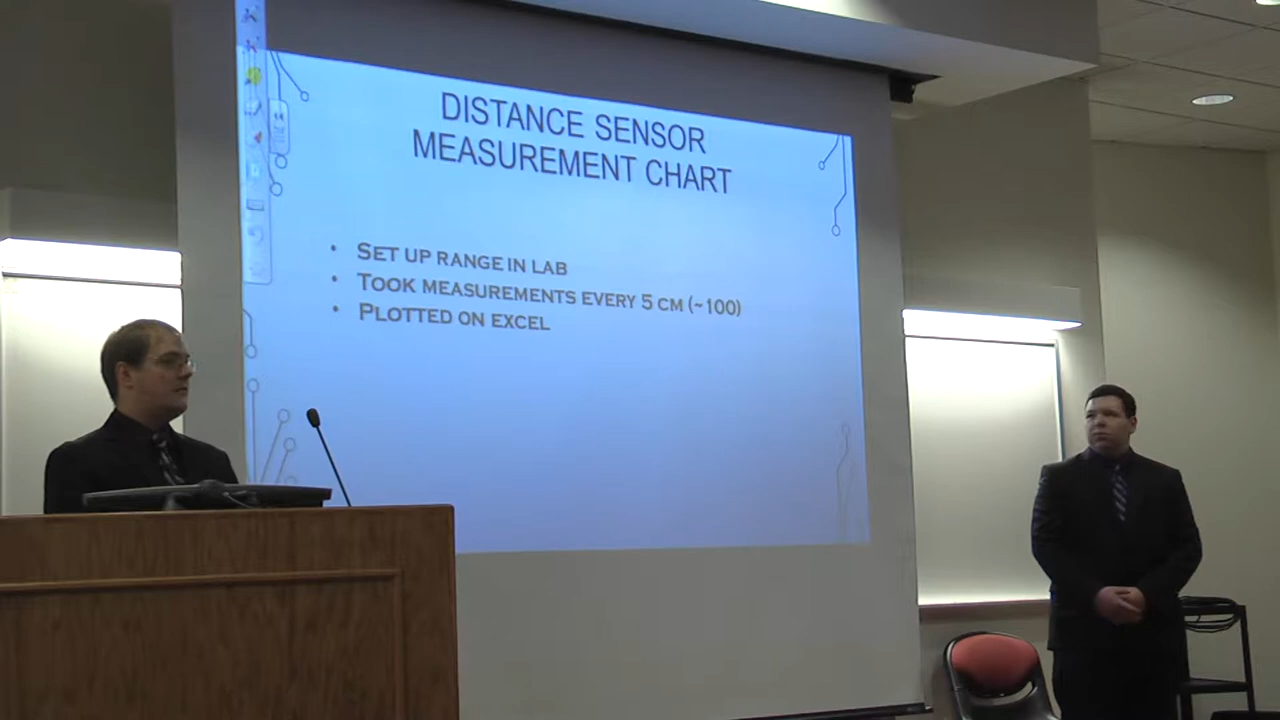 DISTANCE SENSOR
MEASUREMENT CHART
• SET UP RANGE IN LAB
• TOOK MEASUREMENTS EVERY 5 CM (~100)
• PLOTTED ON EXCEL